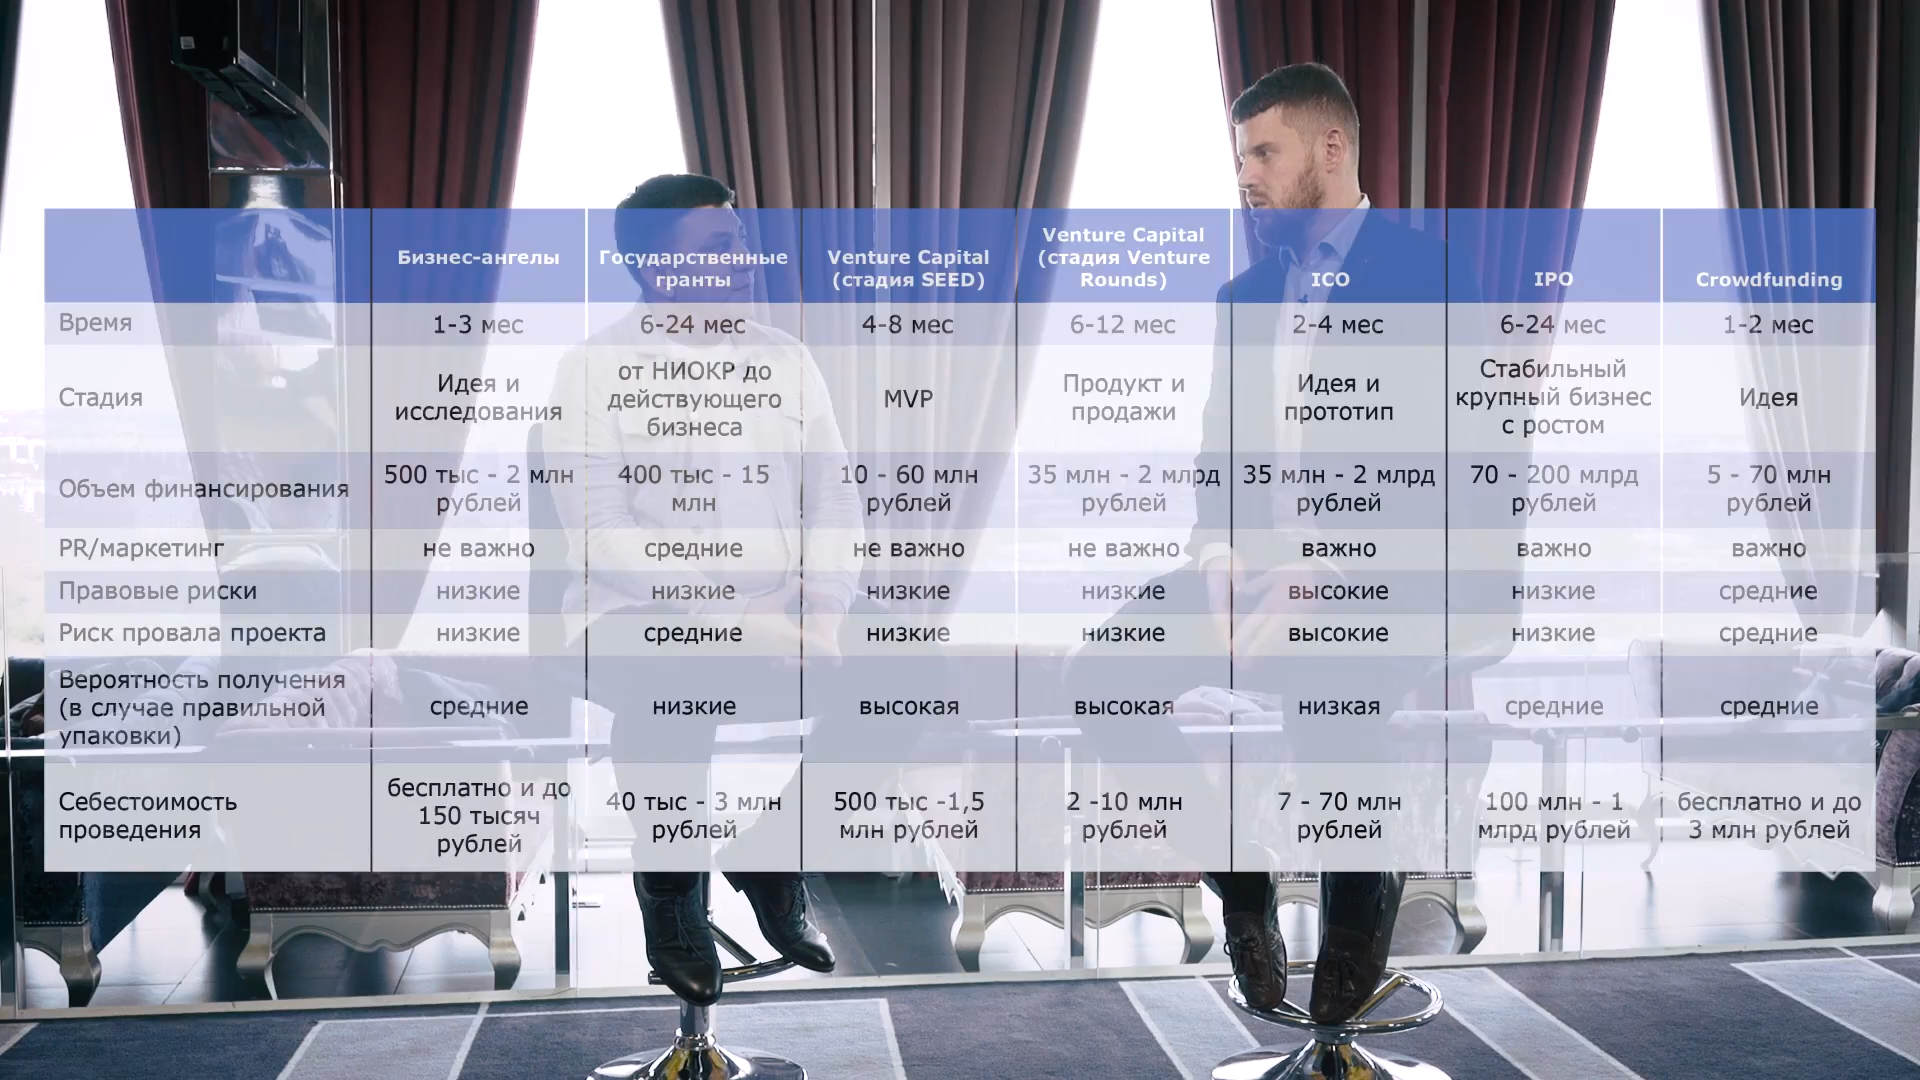 Бизнес-ангелы
Государственные
гранты
Venture Capital
(стадия SEED)
Venture Capital
(стадия Venture
Rounds)
ICO
IPO
Crowdfunding
Время
1-3 мес
6-24 мес
4-8 мес
6-12 мес
2-4 мес
6-24 мес
1-2 мес
Стадия
Идея и
исследования
от НИОКР до
действующего
бизнеса
MVP
Продукт и
продажи
Идея и
прототип
Стабильный
крупный бизнес
с ростом
Идея
Объем финансирования
500 тыс - 2 млн
рублей
400 тыс - 15
млн
10 - 60 млн
рублей
35 млн - 2 млрд
рублей
35 млн - 2 млрд
рублей
70 - 200 млрд
рублей
5 - 70 млн
рублей
PR/маркетинг
не важно
средние
не важно
не важно
важно
важно
важно
Правовые риски
низкие
низкие
низкие
низкие
высокие
низкие
средние
Риск провала проекта
низкие
средние
низкие
низкие
высокие
низкие
средние
Вероятность получения
(в случае правильной
упаковки)
средние
низкие
высокая
высокая
низкая
средние
средние
Себестоимость
проведения
бесплатно и до
150 тысяч
рублей
40 тыс - 3 млн
рублей
500 тыс -1,5
млн рублей
2 -10 млн
рублей
7 - 70 млн
рублей
100 млн - 1
млрд рублей
бесплатно и до
3 млн рублей